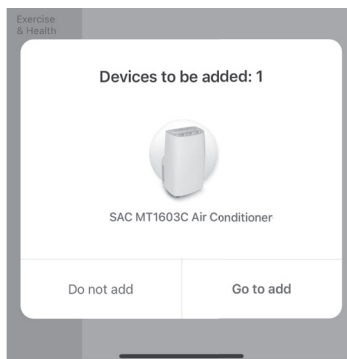 Exercise
& Health
Devices to be added: 1
SAC MT1603C Air Conditioner
Do not add
Go to add